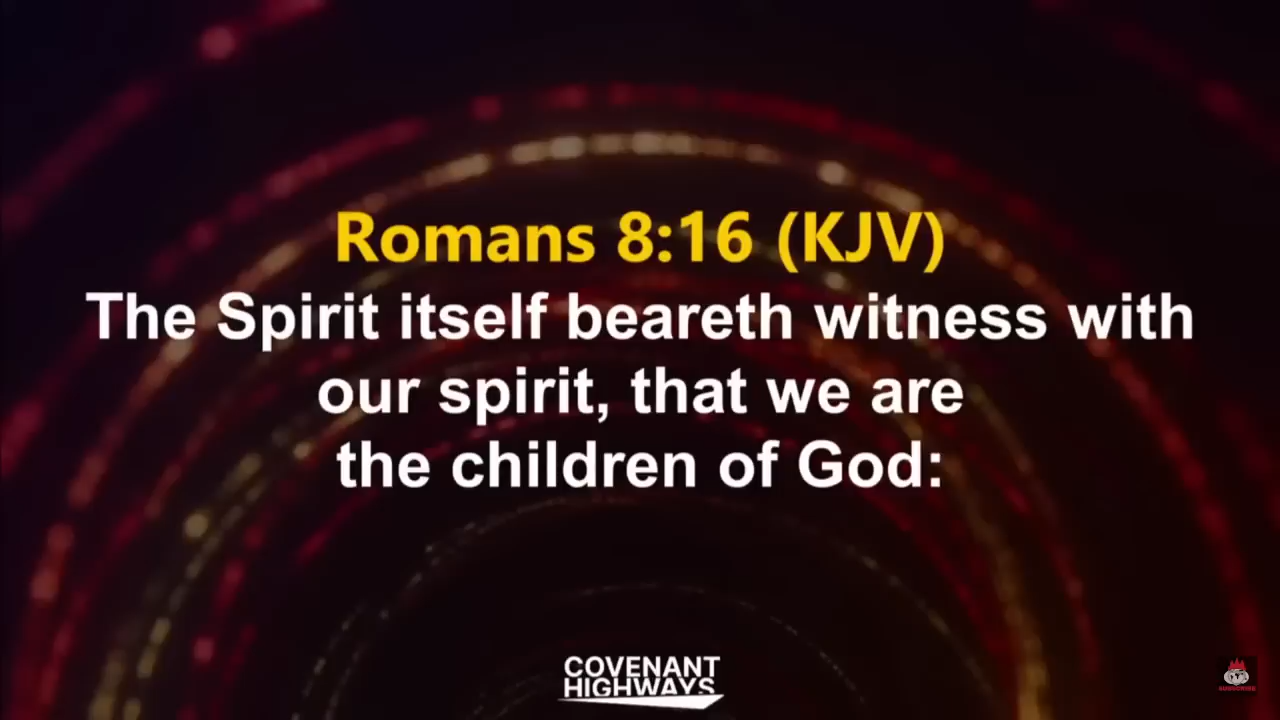 Romans 8:16 (KJV)
The Spirit itself beareth witness with
our spirit, that we are
the children of God:
COVENANT
HIGHWAYS
SUBSCRIBE